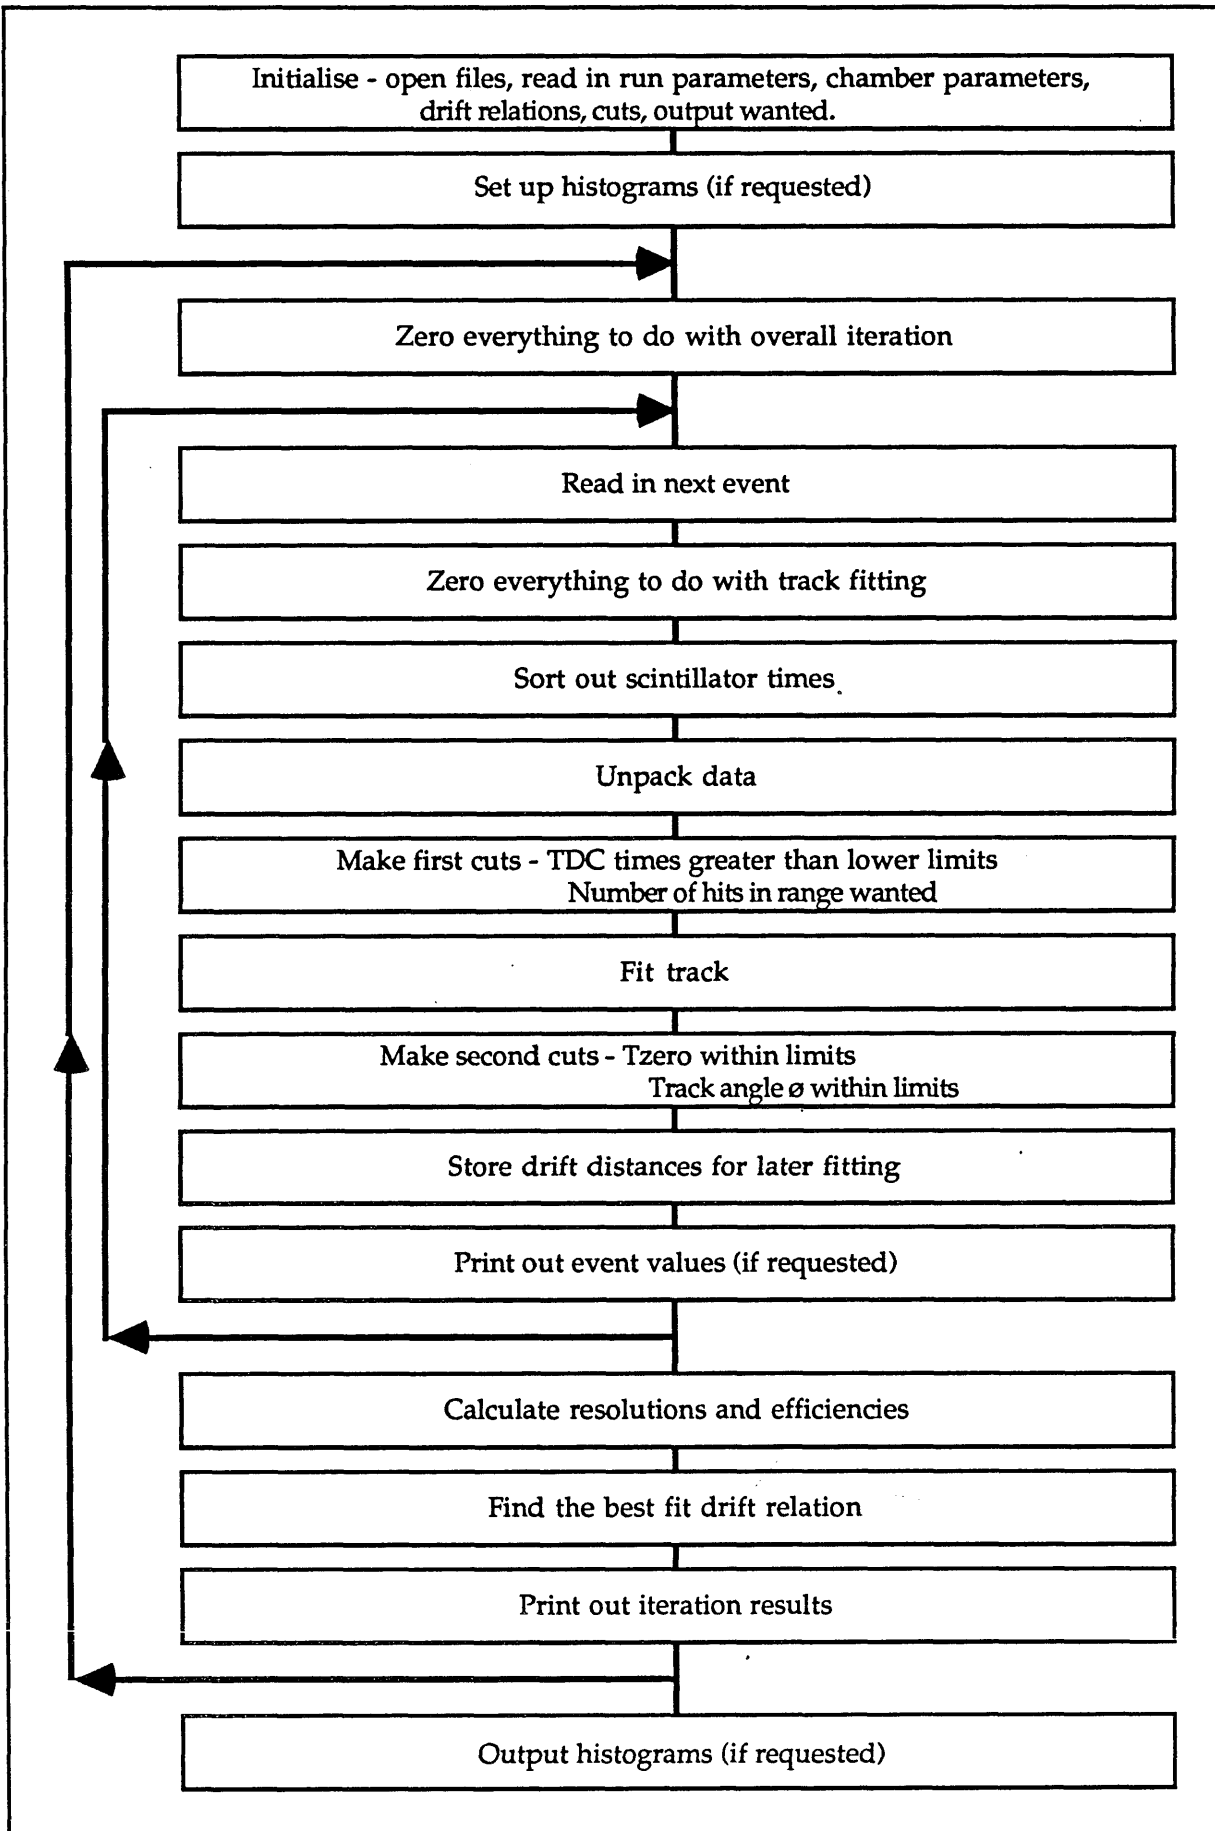 Initialise - open files, read in run parameters, chamber parameters,
drift relations, cuts, output wanted.
Set up histograms (if requested)
Zero everything to do with overall iteration
Read in next event
Zero everything to do with track fitting
Sort out scintillator times
Unpack data
Make first cuts - TDC times greater than lower limits
Number of hits in range wanted
Fit track
Make second cuts - Tzero within limits
Track angle ø within limits
Store drift distances for later fitting
Print out event values (if requested)
Calculate resolutions and efficiencies
Find the best fit drift relation
Print out iteration results
Output histograms (if requested)